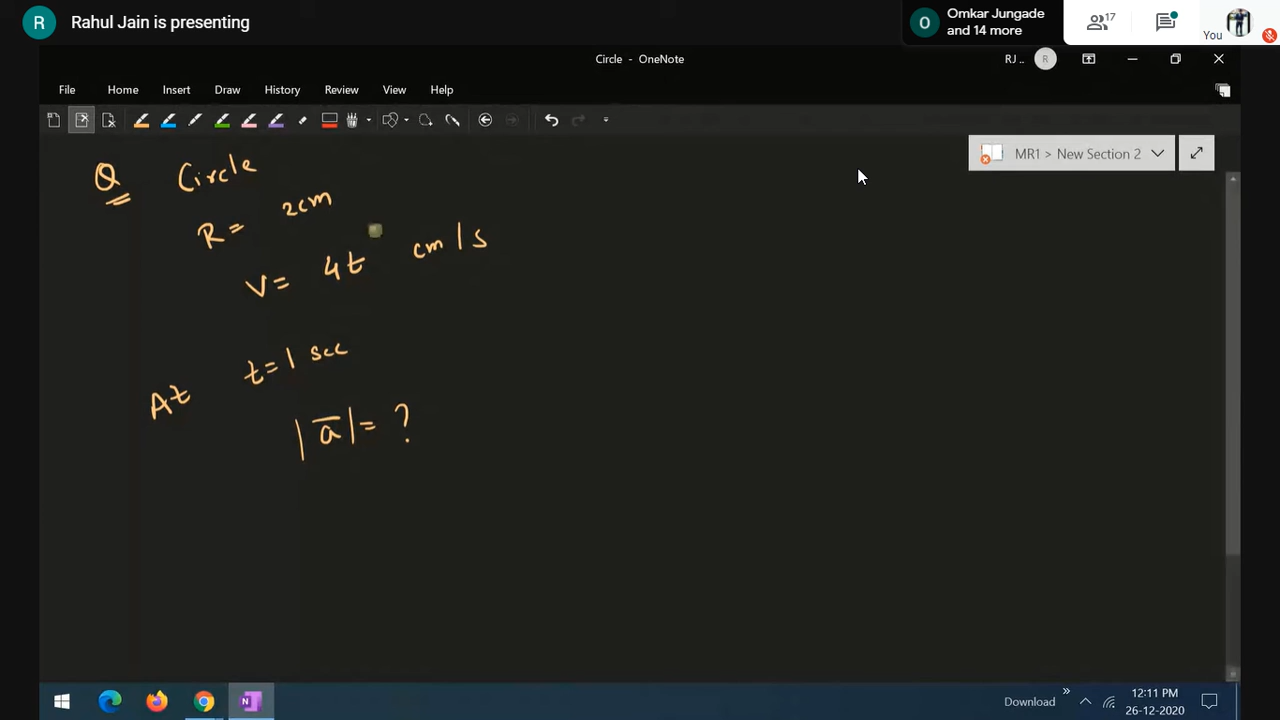 R Rahul Jain is presenting
O Omkar Jungade and 14 more
17
You
Circle - OneNote
RJ .. R
File Home Insert Draw History Review View Help
MR1 > New Section 2
Q Circle
R = 2cm
V = 4t cm/s
At t=1 sec
|a̅| = ?
N
Download »
12:11 PM
26-12-2020